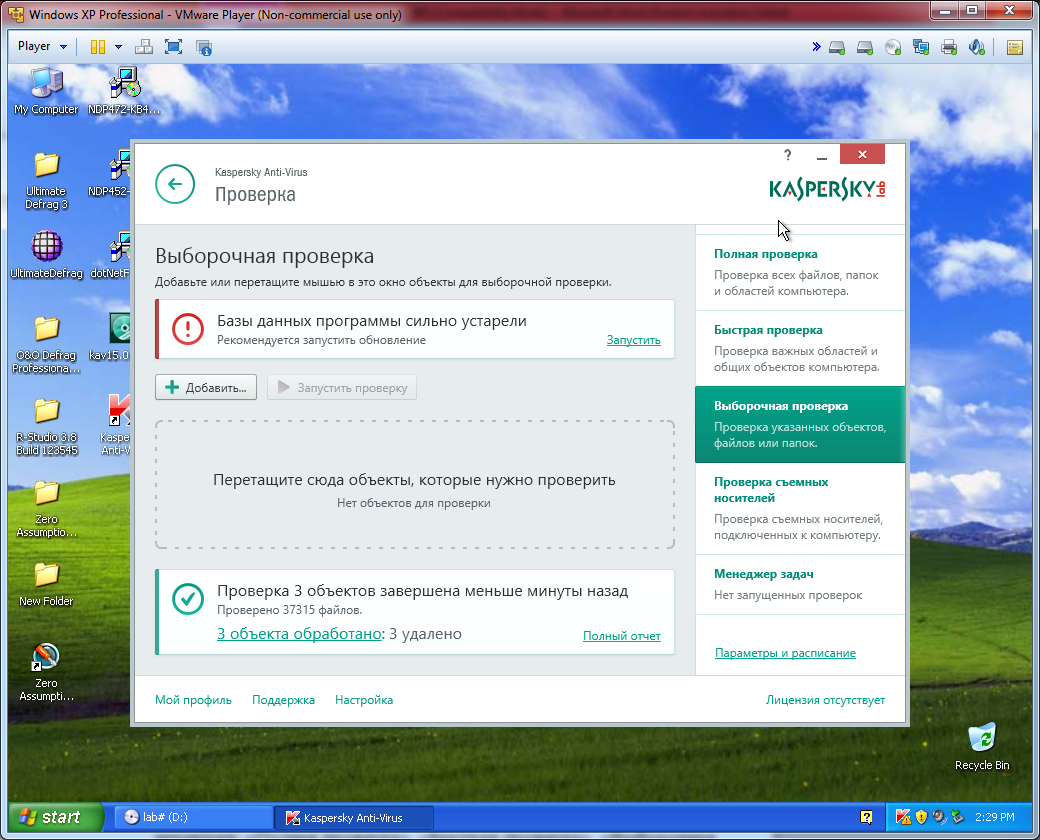 Windows XP Professional - VMware Player (Non-commercial use only)
Player
My Computer
NDP472-KB4...
Ultimate
Defrag 3
NDP452-
UltimateDefrag
dotNetF
O&O Defrag
Professiona...
kav15.0
R-Studio 3.8
Build 123545
Kaspe
Anti-V
Zero
Assumptio...
New Folder
Zero
Assumpti...
Recycle Bin
Kaspersky Anti-Virus
Проверка
?
KASPERSKY lab
Выборочная проверка
Добавьте или перетащите мышью в это окно объекты для выборочной проверки.
Базы данных программы сильно устарели
Рекомендуется запустить обновление
Запустить
Добавить...
Запустить проверку
Перетащите сюда объекты, которые нужно проверить
Нет объектов для проверки
Проверка 3 объектов завершена меньше минуты назад
Проверено 37315 файлов.
3 объекта обработано: 3 удалено
Полный отчет
Полная проверка
Проверка всех файлов, папок
и областей компьютера.
Быстрая проверка
Проверка важных областей и
общих объектов компьютера.
Выборочная проверка
Проверка указанных объектов,
файлов или папок.
Проверка съемных
носителей
Проверка съемных носителей,
подключенных к компьютеру.
Менеджер задач
Нет запущенных проверок
Параметры и расписание
Мой профиль
Поддержка
Настройка
Лицензия отсутствует
start
lab# (D:)
Kaspersky Anti-Virus
2:29 PM